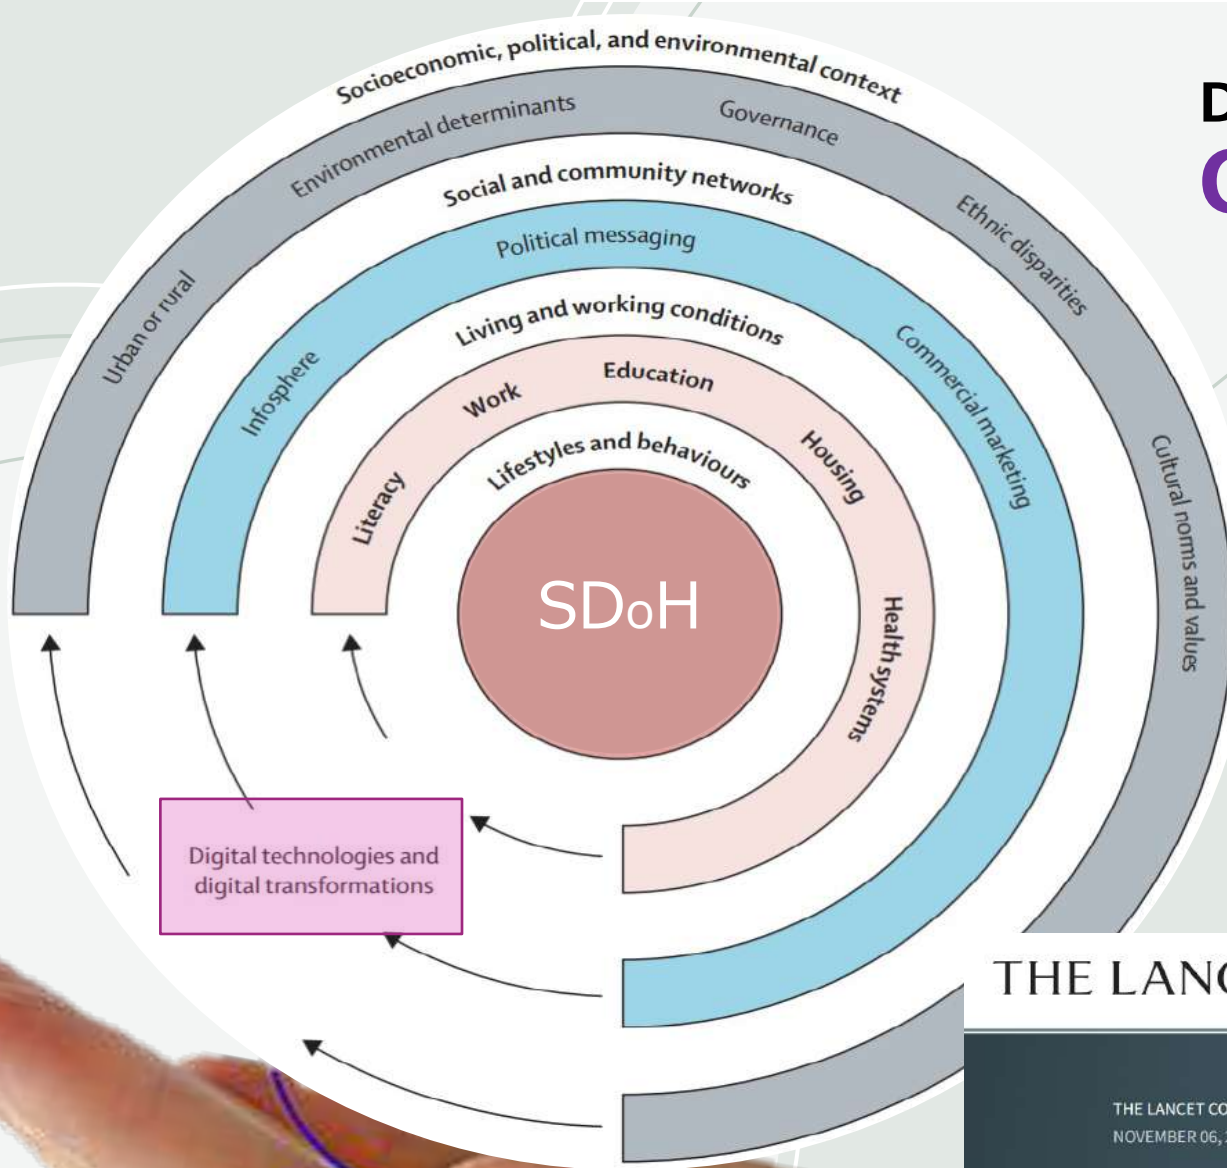 Socioeconomic, political, and environmental context
Environmental determinants
Governance
Urban or rural
Ethnic disparities
Cultural norms and values
Social and community networks
Political messaging
Infosphere
Commercial marketing
Living and working conditions
Literacy
Work
Education
Housing
Health systems
Lifestyles and behaviours
SDoH
Digital technologies and
digital transformations
THE
THE LANCET
NOVEMBER 06,